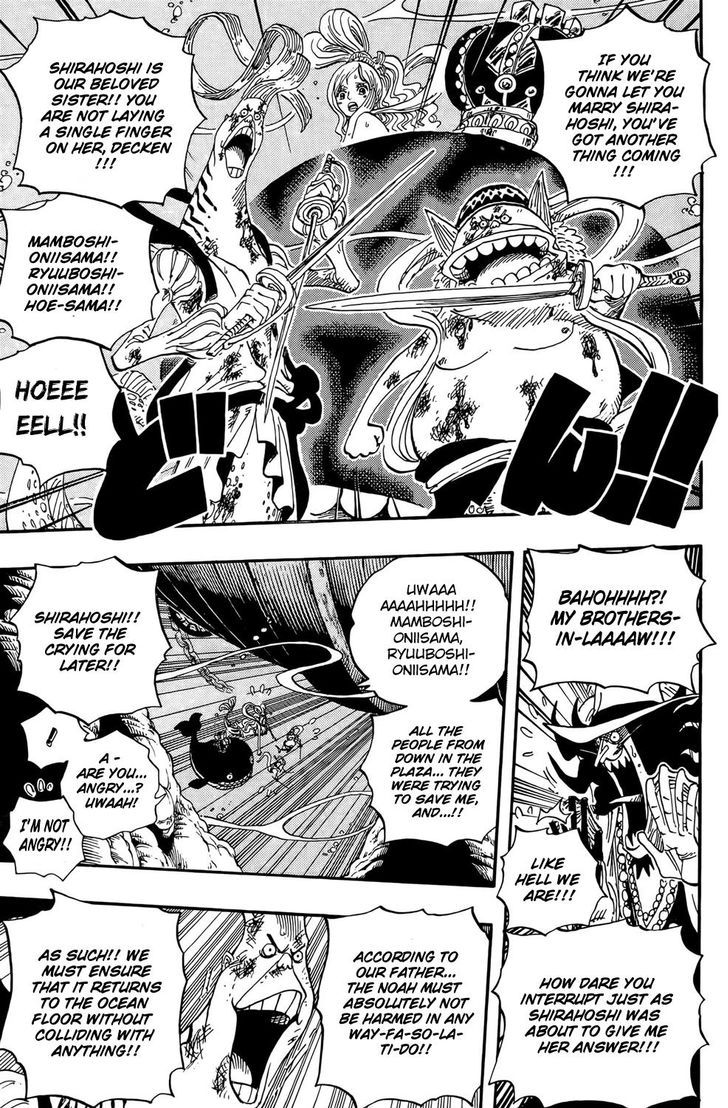 IF YOU
THINK WE'RE
GONNA LET YOU
MARRY SHIRA-
HOSHI, YOU'VE
GOT ANOTHER
THING COMING
!!!
SHIRAHOSHI IS
OUR BELOVED
SISTER!! YOU
ARE NOT LAYING
A SINGLE FINGER
ON HER, DECKEN
!!!
MAMBOSHI-
ONIISAMA!!
RYUUBOSHI-
ONIISAMA!!
HOE-SAMA!!
HOEEE
EELL!!
どん!!
BAHOHHHH?!
MY BROTHERS-
IN-LAAAAW!!!
LIKE
HELL WE
ARE!!!
UWAAA
AAAAHHHHH!!
MAMBOSHI-
ONIISAMA,
RYUUBOSHI-
ONIISAMA!!
ALL THE
PEOPLE FROM
DOWN IN THE
PLAZA... THEY
WERE TRYING
TO SAVE ME,
AND...!!
SHIRAHOSHI!!
SAVE THE
CRYING FOR
LATER!!
!
A -
ARE YOU...
ANGRY...?
UWAAH!
I'M NOT
ANGRY!!
HOW DARE YOU
INTERRUPT JUST AS
SHIRAHOSHI WAS
ABOUT TO GIVE ME
HER ANSWER!!!
ACCORDING TO
OUR FATHER...
THE NOAH MUST
ABSOLUTELY NOT
BE HARMED IN ANY
WAY-FA-SO-LA-
TI-DO!!
AS SUCH!! WE
MUST ENSURE
THAT IT RETURNS
TO THE OCEAN
FLOOR WITHOUT
COLLIDING WITH
ANYTHING!!